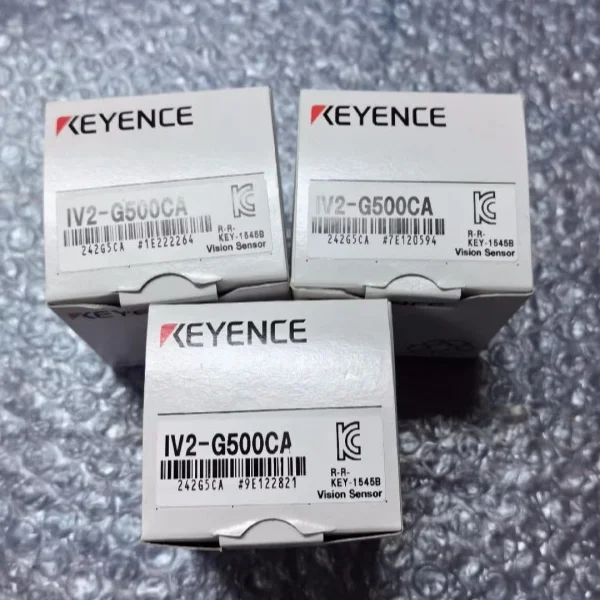 KEYENCE
IV2-G500CA
242G5CA #1E222264
R-R-
KEY-1545B
Vision Sensor
KEYENCE
IV2-G500CA
242G5CA #7E120594
R-R-
KEY-1545B
Vision Sensor
KEYENCE
IV2-G500CA
242G5CA #9E122821
R-R-
KEY-1545B
Vision Sensor